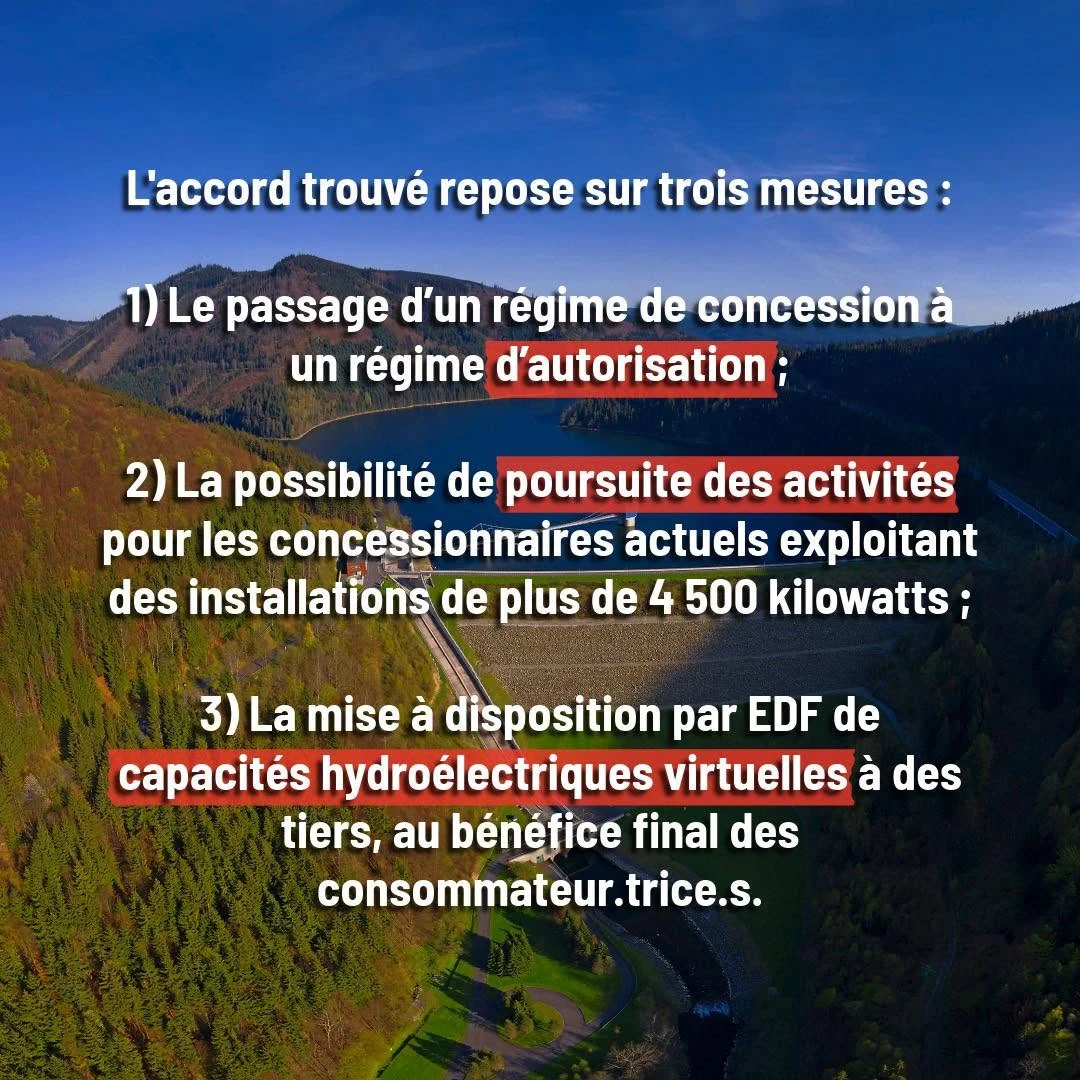 L'accord trouvé repose sur trois mesures :
1) Le passage d’un régime de concession à
un régime d’autorisation ;
2) La possibilité de poursuite des activités
pour les concessionnaires actuels exploitant
des installations de plus de 4 500 kilowatts ;
3) La mise à disposition par EDF de
capacités hydroélectriques virtuelles à des
tiers, au bénéfice final des
consommateur.trice.s.